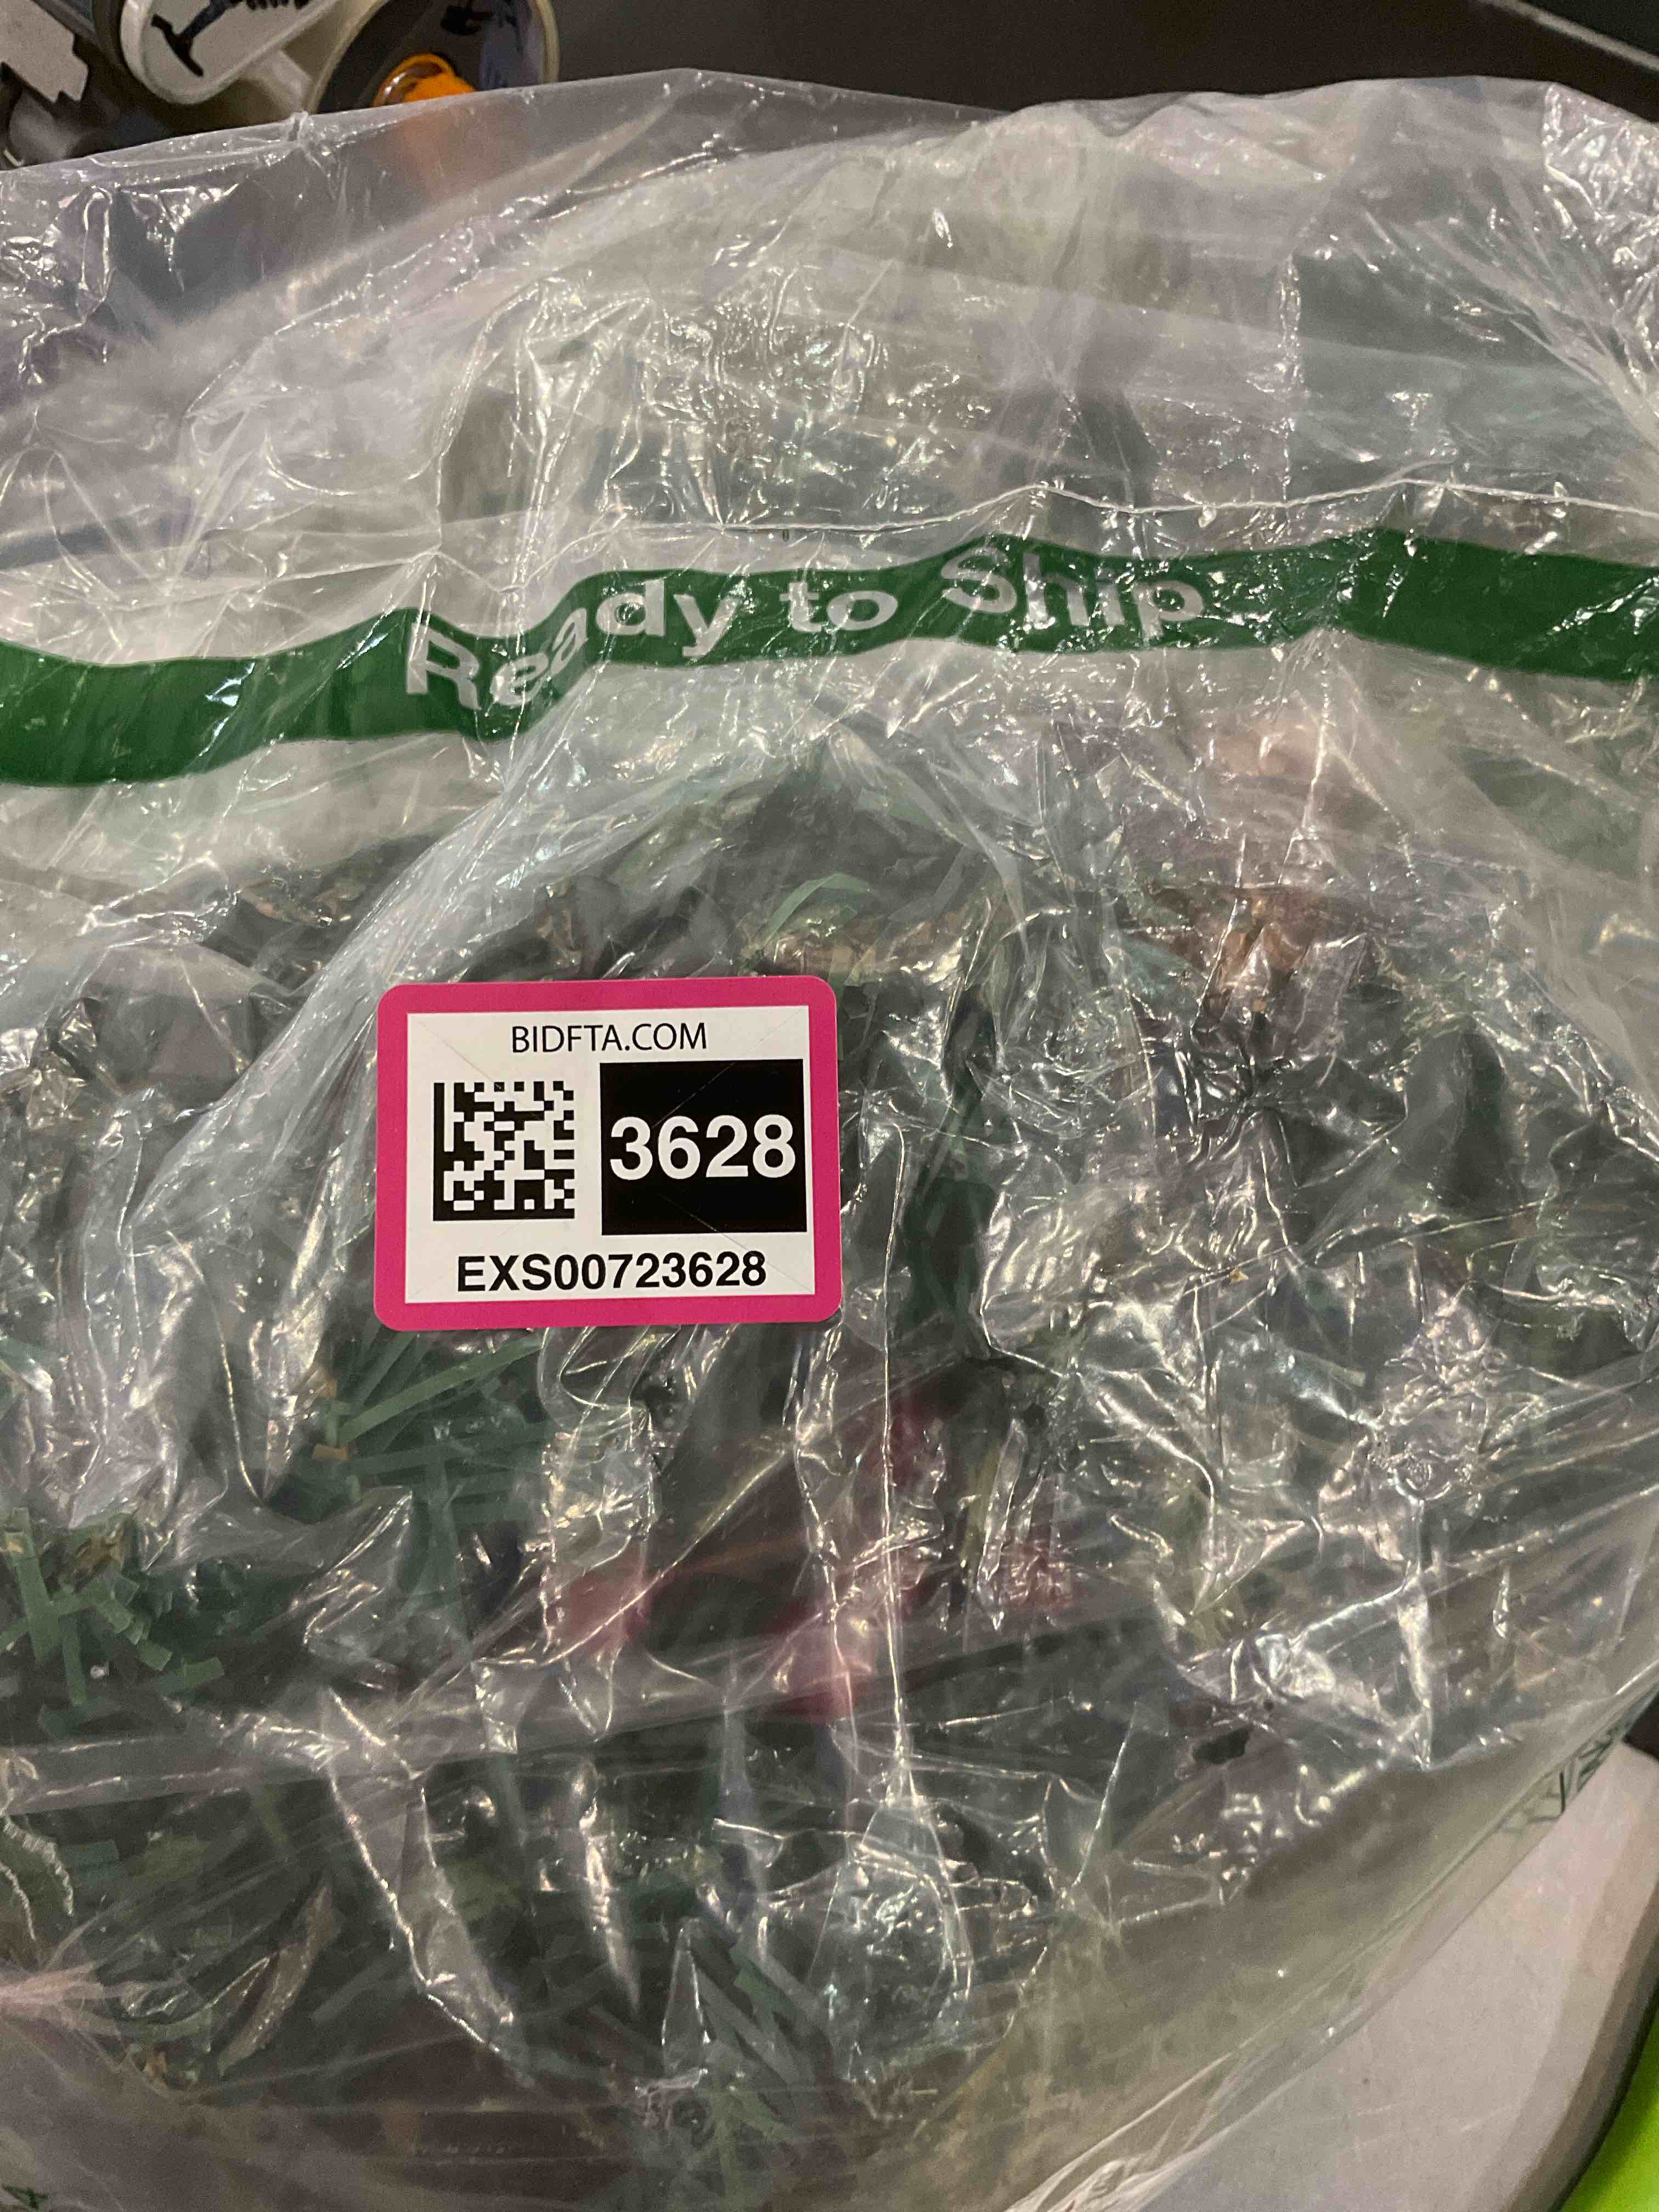 Ready to Ship
BIDFTA.COM
3628
EXS00723628